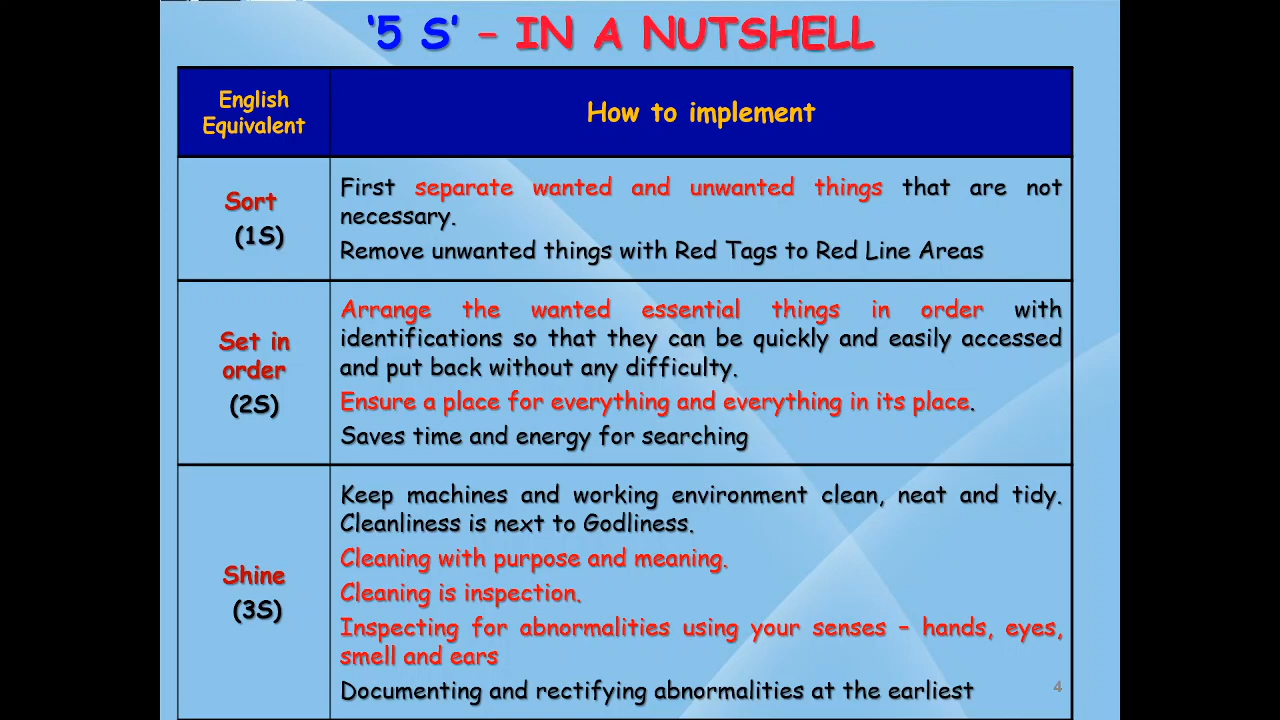 ‘5 S’ – IN A NUTSHELL
English
Equivalent
How to implement
Sort
(1S)
First separate wanted and unwanted things that are not
necessary.
Remove unwanted things with Red Tags to Red Line Areas
Set in
order
(2S)
Arrange the wanted essential things in order with
identifications so that they can be quickly and easily accessed
and put back without any difficulty.
Ensure a place for everything and everything in its place.
Saves time and energy for searching
Shine
(3S)
Keep machines and working environment clean, neat and tidy.
Cleanliness is next to Godliness.
Cleaning with purpose and meaning.
Cleaning is inspection.
Inspecting for abnormalities using your senses – hands, eyes,
smell and ears
Documenting and rectifying abnormalities at the earliest
4